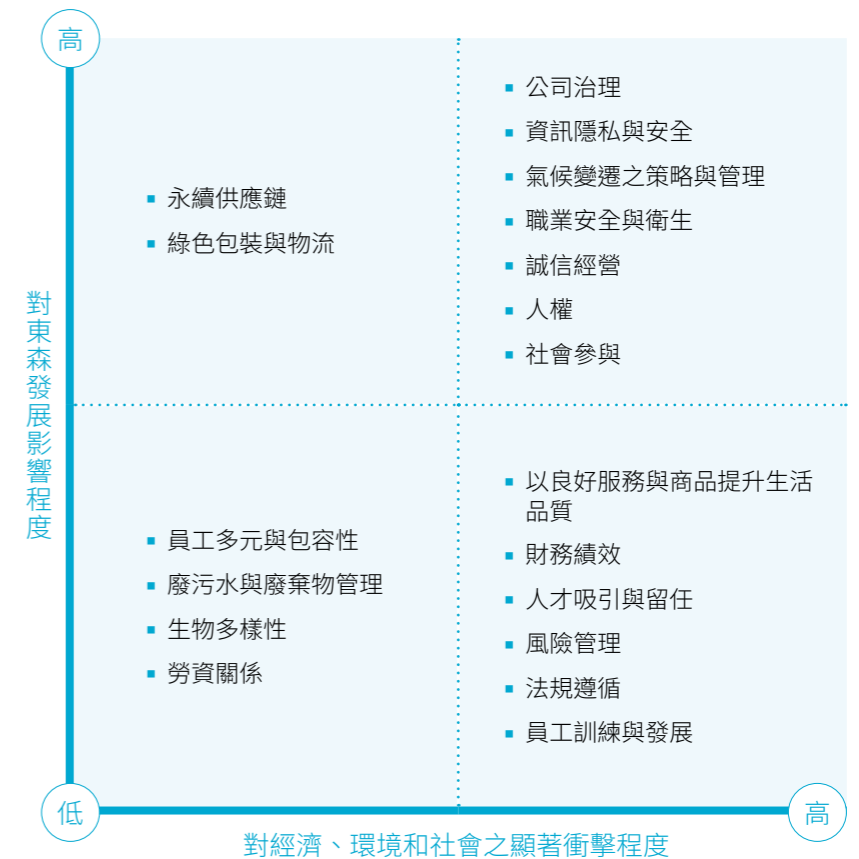 高
對東森發展影響程度
永續供應鏈
綠色包裝與物流
公司治理
資訊隱私與安全
氣候變遷之策略與管理
職業安全與衛生
誠信經營
人權
社會參與
員工多元與包容性
廢污水與廢棄物管理
生物多樣性
勞資關係
以良好服務與商品提升生活
品質
財務績效
人才吸引與留任
風險管理
法規遵循
員工訓練與發展
低
高
對經濟、環境和社會之顯著衝擊程度